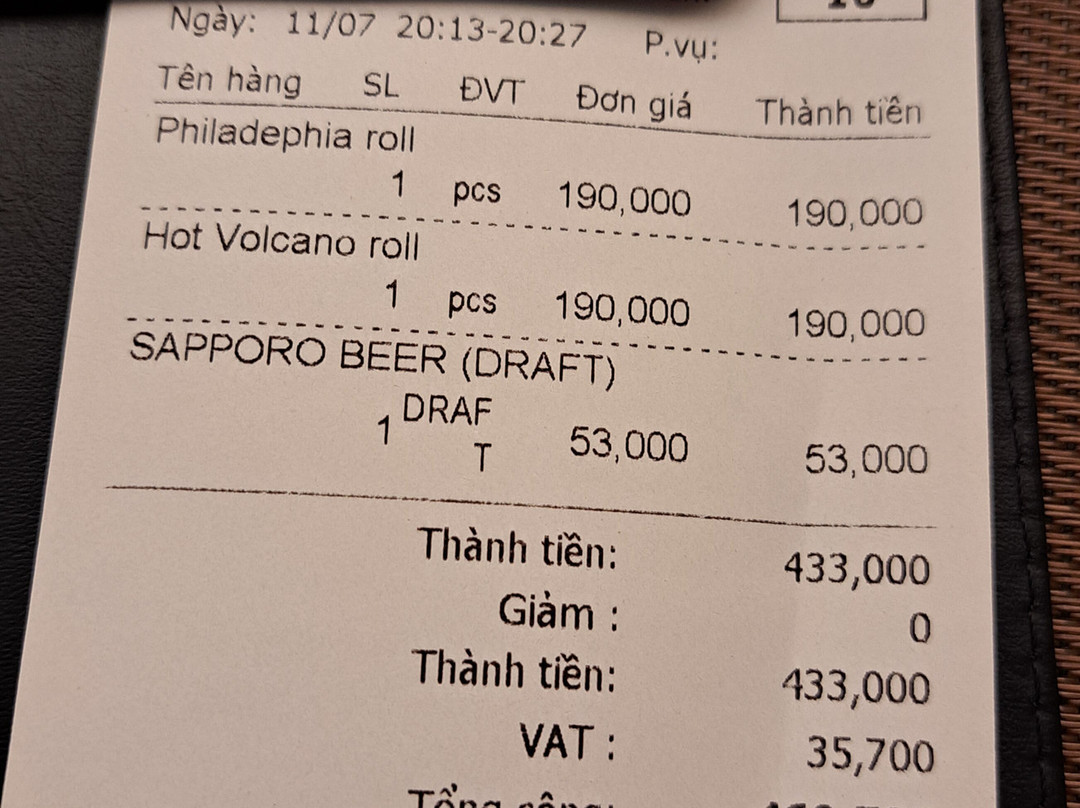 Ngày: 11/07 20:13-20:27 P.vụ:
Tên hàng SL ĐVT Đơn giá Thành tiền
Philadephia roll
1 pcs 190,000 190,000
Hot Volcano roll
1 pcs 190,000 190,000
SAPPORO BEER (DRAFT)
1 DRAF
T 53,000 53,000
Thành tiền: 433,000
Giảm : 0
Thành tiền: 433,000
VAT : 35,700
Tổng cộng: